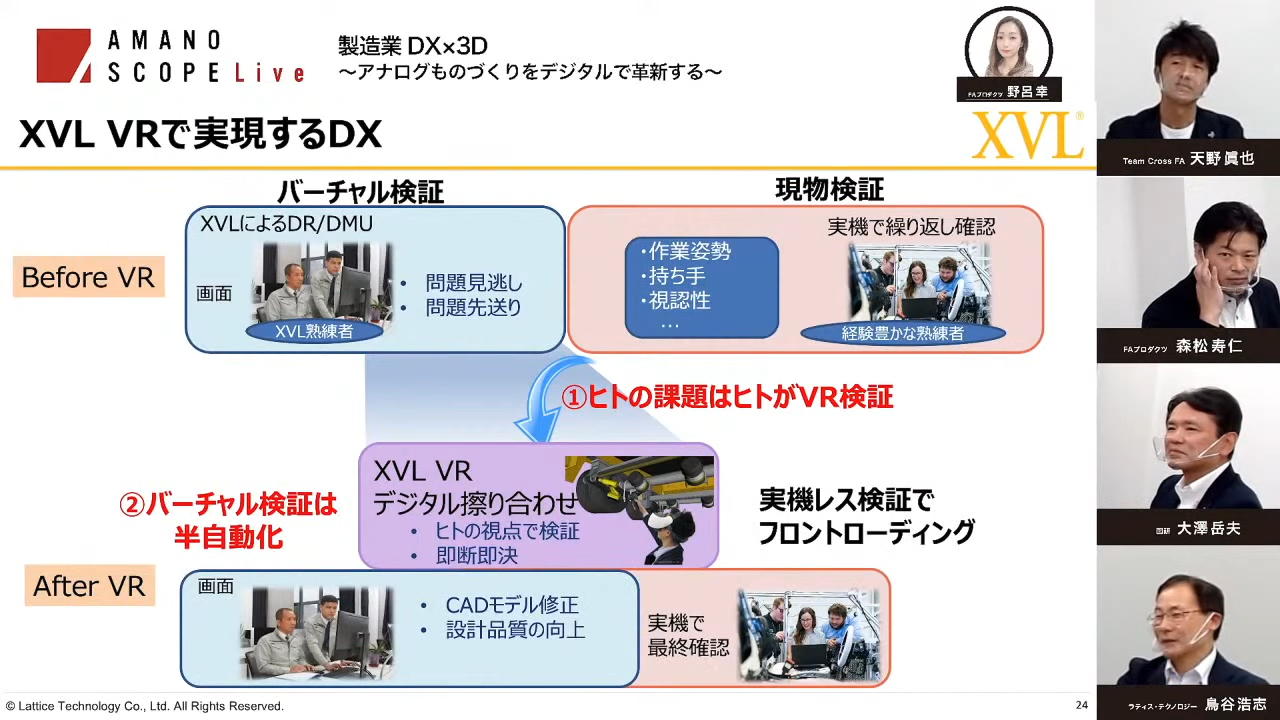 AMANO
SCOPE Live
製造業 DX×3D
～アナログものづくりをデジタルで革新する～
FAプロダクツ 野呂幸
XVL VRで実現するDX
XVL®
バーチャル検証
現物検証
Before VR
XVLによるDR/DMU
画面
XVL熟練者
• 問題見逃し
• 問題先送り
・作業姿勢
・持ち手
・視認性
…
実機で繰り返し確認
経験豊かな熟練者
①ヒトの課題はヒトがVR検証
②バーチャル検証は
半自動化
XVL VR
デジタル擦り合わせ
• ヒトの視点で検証
• 即断即決
実機レス検証で
フロントローディング
After VR
画面
• CADモデル修正
• 設計品質の向上
実機で
最終確認
© Lattice Technology Co., Ltd. All Rights Reserved.
24
Team Cross FA 天野眞也
FAプロダクツ 森松寿仁
図研 大澤岳夫
ラティス・テクノロジー 鳥谷浩志